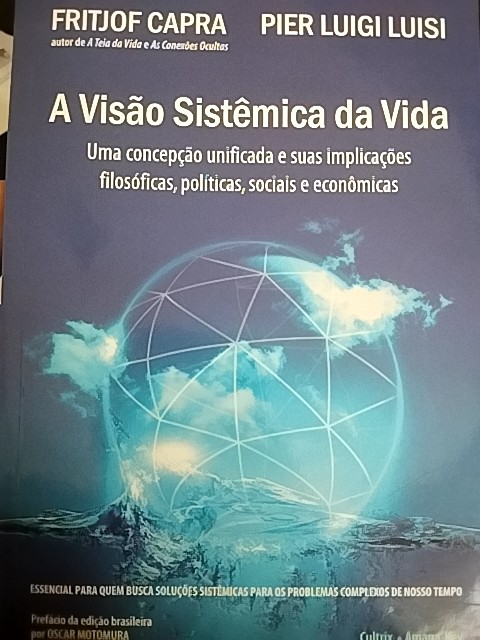 FRITJOF CAPRA
autor de A Teia da Vida e As Conexões Ocultas
PIER LUIGI LUISI
A Visão Sistêmica da Vida
Uma concepção unificada e suas implicações
filosóficas, políticas, sociais e econômicas
ESSENCIAL PARA QUEM BUSCA SOLUÇÕES SISTÊMICAS PARA OS PROBLEMAS COMPLEXOS DE NOSSO TEMPO
Prefácio da edição brasileira
por OSCAR MOTOMURA
Cultrix